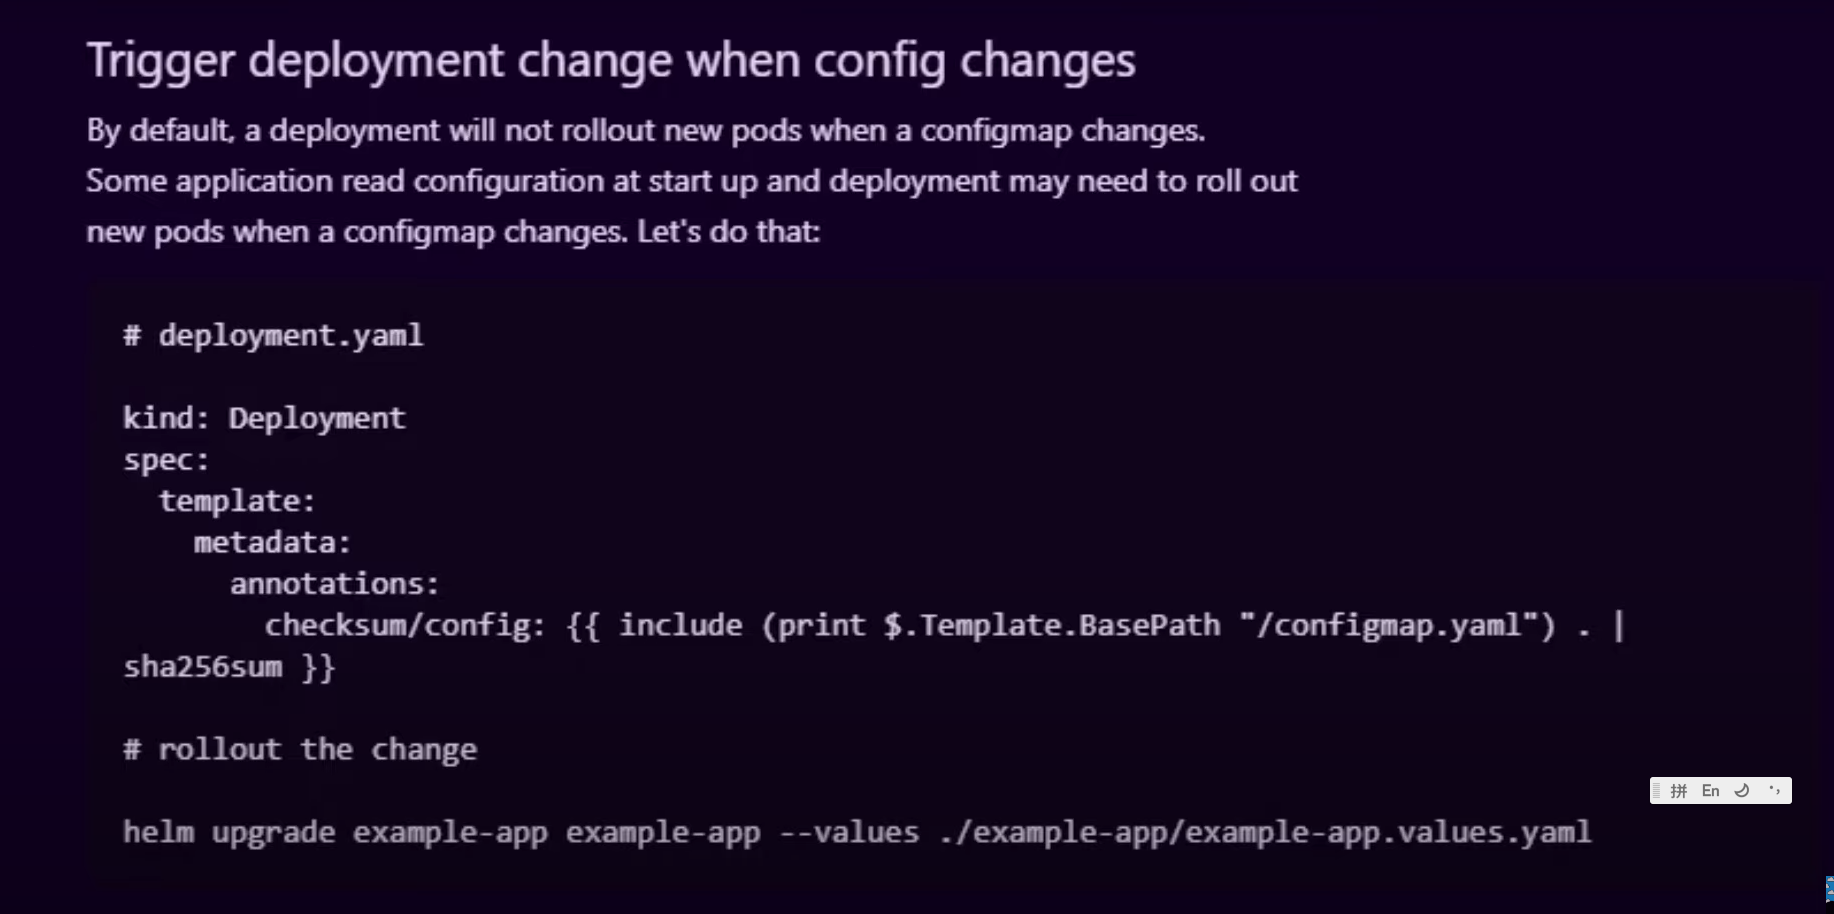 Trigger deployment change when config changes
By default, a deployment will not rollout new pods when a configmap changes.
Some application read configuration at start up and deployment may need to roll out
new pods when a configmap changes. Let's do that:
# deployment.yaml
kind: Deployment
spec:
  template:
    metadata:
      annotations:
        checksum/config: {{ include (print $.Template.BasePath "/configmap.yaml") . |
sha256sum }}
# rollout the change
拼 En
helm upgrade example-app example-app --values ./example-app/example-app.values.yaml